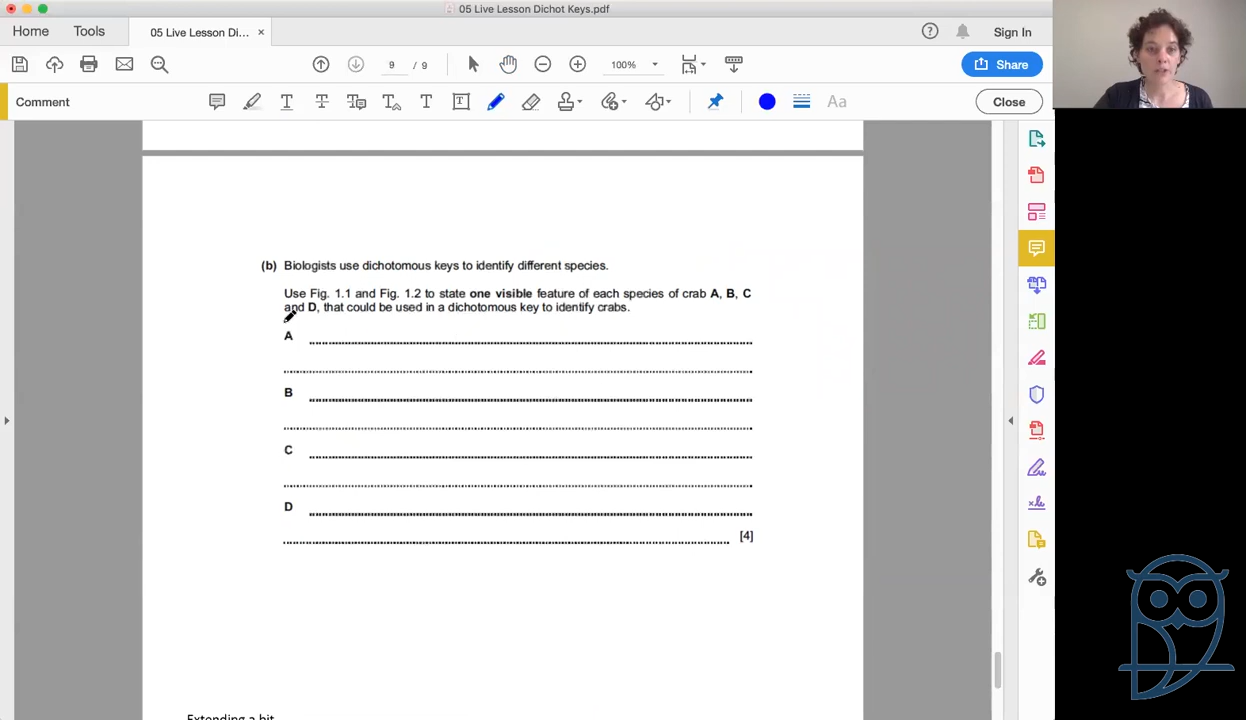 05 Live Lesson Dichot Keys.pdf
Home
Tools
05 Live Lesson Di...
×
Sign In
9 / 9
100%
Share
Comment
Aa
Close
(b) Biologists use dichotomous keys to identify different species.
Use Fig. 1.1 and Fig. 1.2 to state one visible feature of each species of crab A, B, C
and D, that could be used in a dichotomous key to identify crabs.
A
B
C
D
[4]
Extending a bit